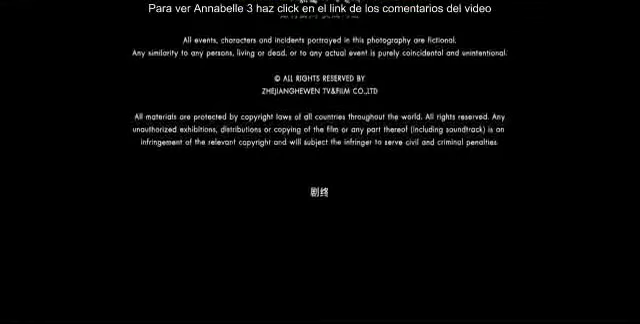 Para ver Annabelle 3 haz click en el link de los comentarios del video
All events, characters and incidents portrayed in this photography are fictional.
Any similarity to any persons, living or dead, or to any actual event is purely coincidental and unintentional.
© ALL RIGHTS RESERVED BY
ZHEJIANGHEWEN TV&FILM CO.,LTD
All materials are protected by copyright laws of all countries throughout the world. All rights reserved. Any
unauthorized exhibitions, distributions or copying of the film or any part thereof (including soundtrack) is an
infringement of the relevant copyright and will subject the infringer to serve civil and criminal penalties.
剧终